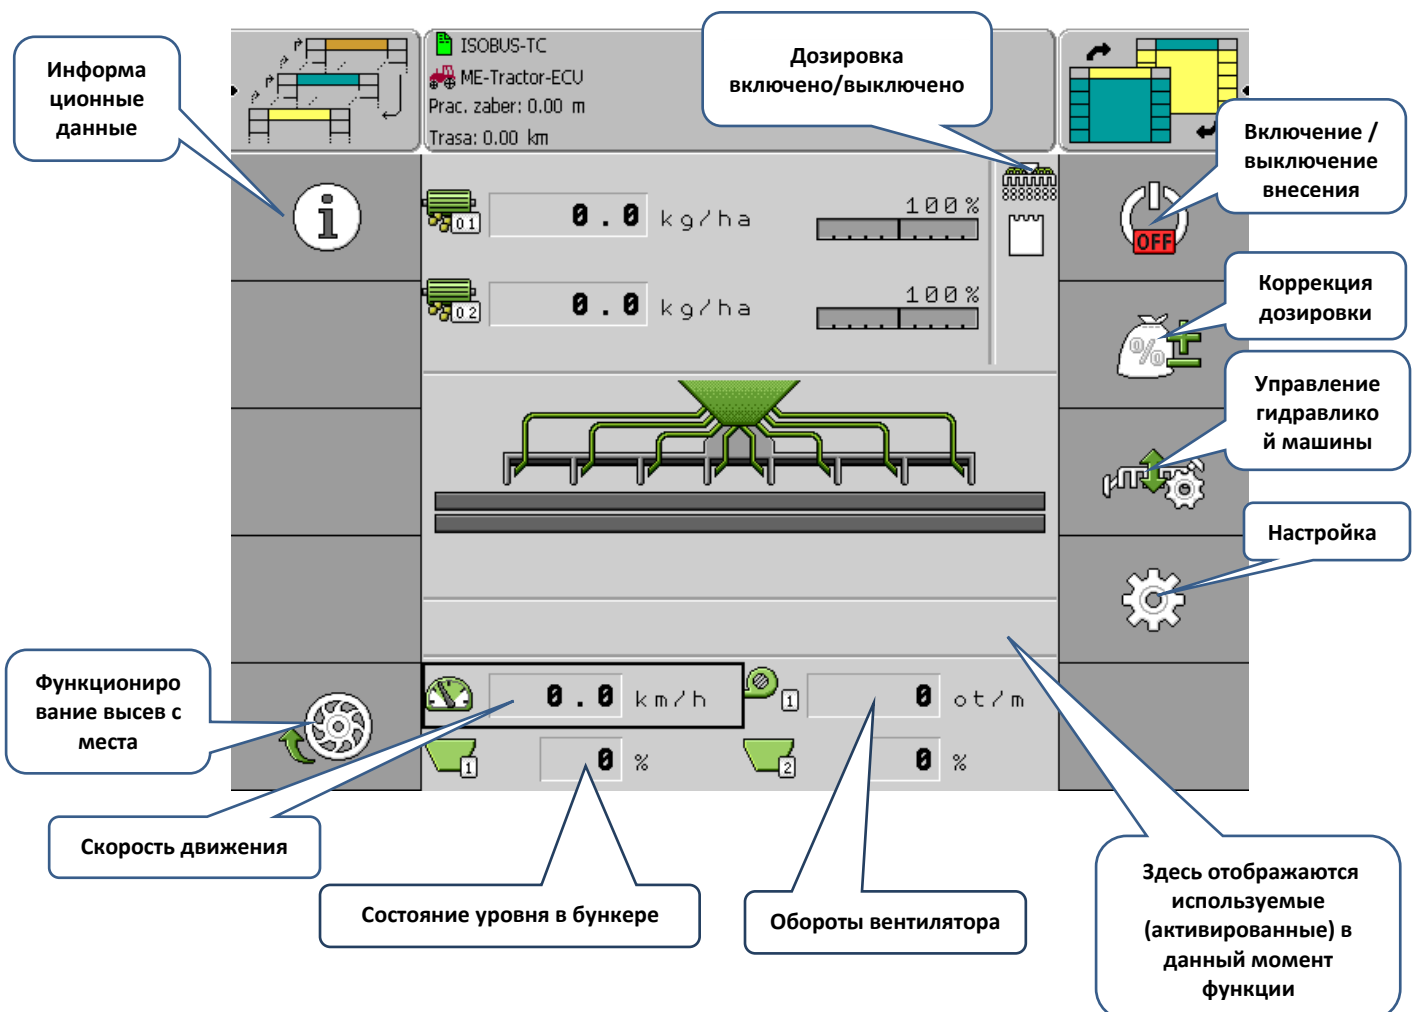 Информа
ционные
данные
ISOBUS-TC
ME-Tractor-ECU
Prac. zaber: 0.00 m
Trasa: 0.00 km
Дозировка
включено/выключено
Включение /
выключение
внесения
i
01
0.0 kg/ha
100%
OFF
02
0.0 kg/ha
100%
Коррекция
дозировки
%
Управление
гидравлико
й машины
Настройка
Функциониро
вание высев с
места
0.0 km/h
1
0 ot/m
1
0 %
2
0 %
Скорость движения
Состояние уровня в бункере
Обороты вентилятора
Здесь отображаются
используемые
(активированные) в
данный момент
функции